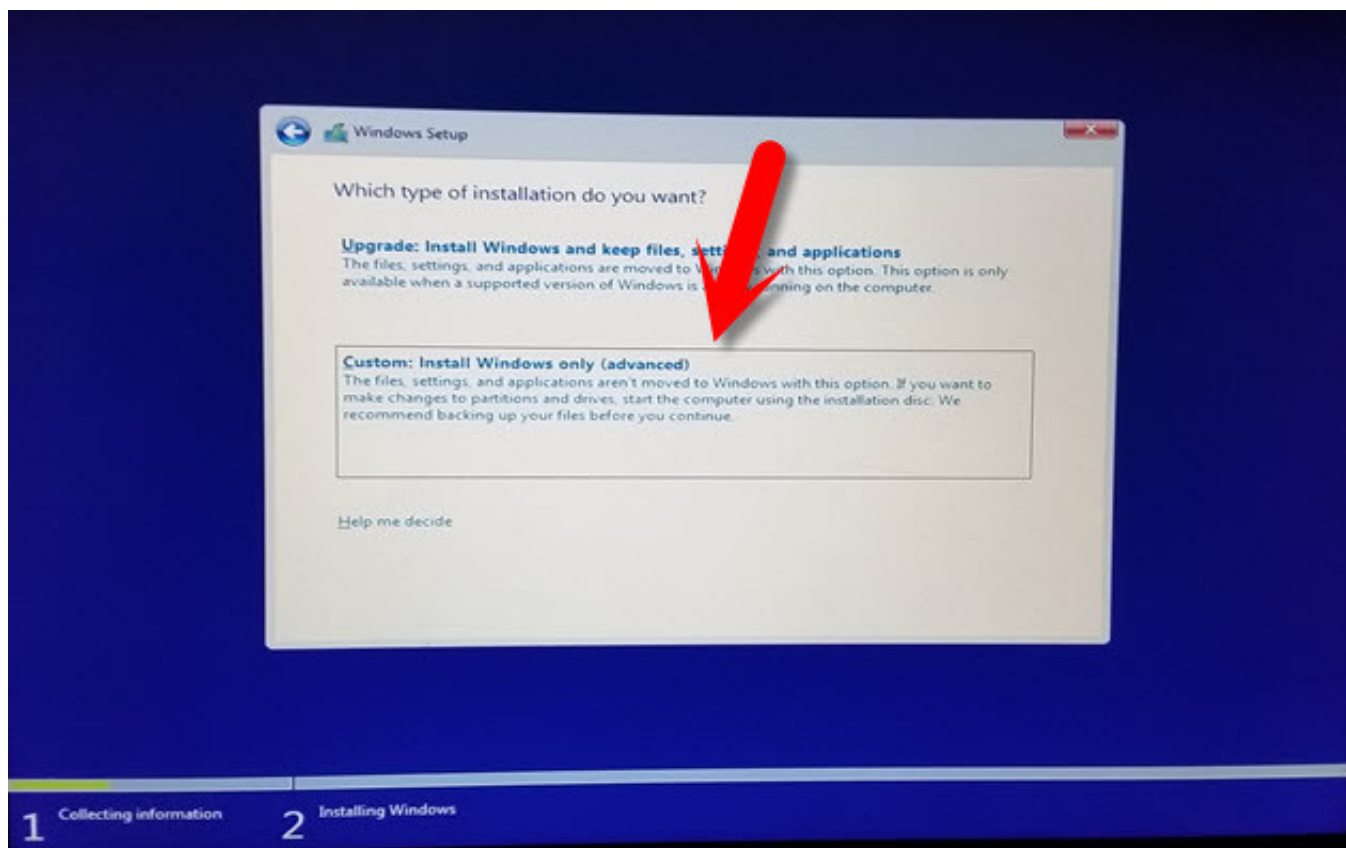 Windows Setup
Which type of installation do you want?
Upgrade: Install Windows and keep files, and applications
The files, settings, and applications are moved to with this option. This option is only
available when a supported version of Windows is running on the computer.
Custom: Install Windows only (advanced)
The files, settings, and applications aren't moved to Windows with this option. If you want to
make changes to partitions and drives, start the computer using the installation disc. We
recommend backing up your files before you continue.
Help me decide
1 Collecting information 2 Installing Windows